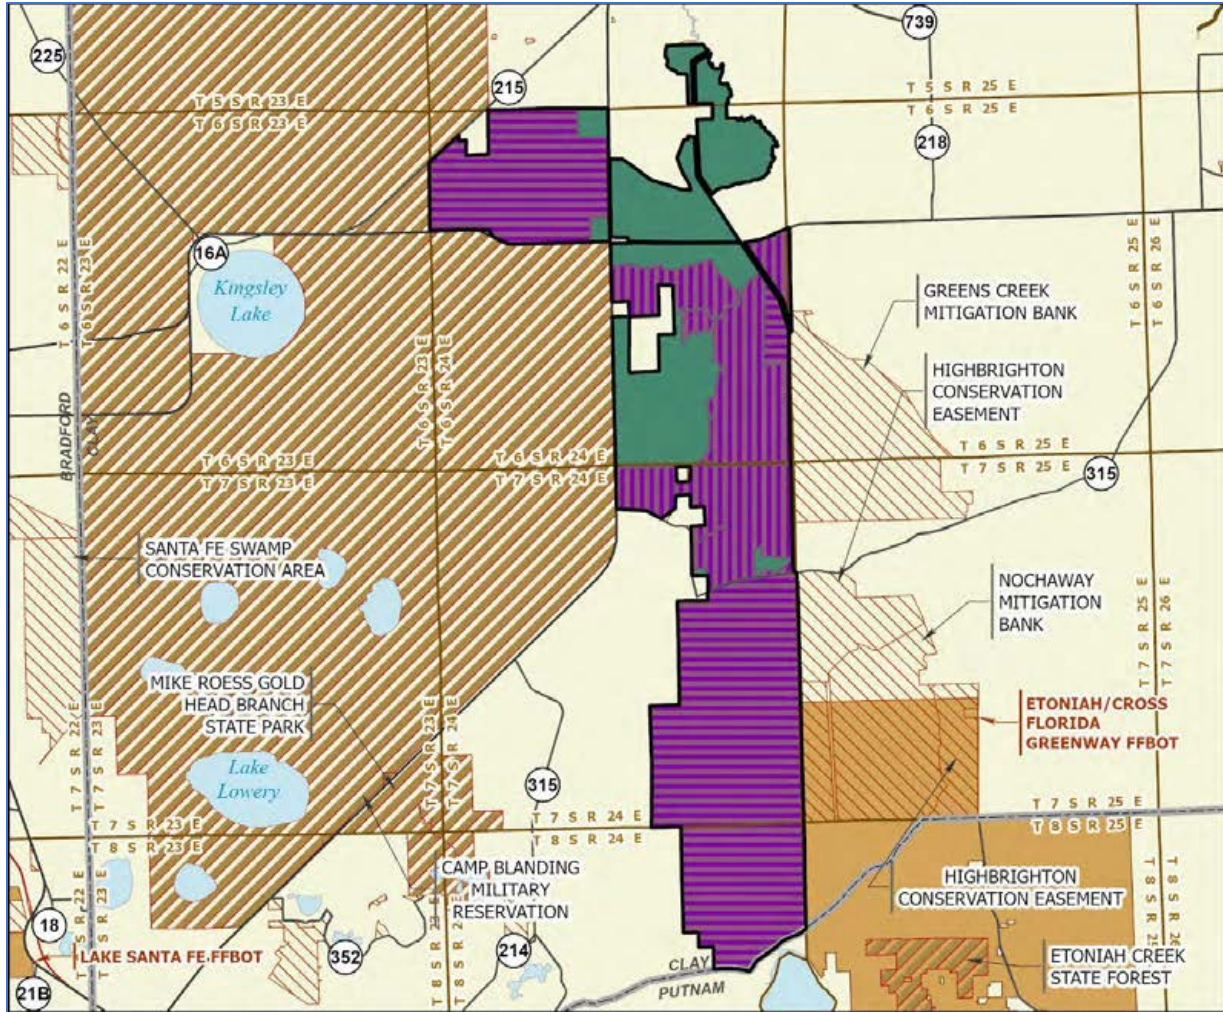 739
225
215
T 5 S R 23 E
T 6 S R 23 E
T 5 S R 25 E
T 6 S R 25 E
218
16A
Kingsley
Lake
T 6 S R 22 E
T 6 S R 23 E
T 6 S R 25 E
T 6 S R 26 E
GREENS CREEK
MITIGATION BANK
T 6 S R 23 E
T 6 S R 24 E
HIGHBRIGHTON
CONSERVATION
EASEMENT
BRADFORD
CLAY
T 6 S R 23 E
T 7 S R 23 E
T 6 S R 24 E
T 7 S R 24 E
T 6 S R 25 E
T 7 S R 25 E
315
SANTA FE SWAMP
CONSERVATION AREA
NOCHAWAY
MITIGATION
BANK
T 7 S R 25 E
T 7 S R 26 E
MIKE ROESS GOLD
HEAD BRANCH
STATE PARK
ETONIAH/CROSS
FLORIDA
GREENWAY FFBOT
T 7 S R 22 E
T 7 S R 23 E
T 7 S R 23 E
T 7 S R 24 E
Lake
Lowery
315
T 7 S R 23 E
T 8 S R 23 E
T 7 S R 24 E
T 8 S R 24 E
T 7 S R 25 E
T 8 S R 25 E
CAMP BLANDING
MILITARY
RESERVATION
HIGHBRIGHTON
CONSERVATION EASEMENT
18
LAKE SANTA FE FFBOT
352
214
CLAY
PUTNAM
ETONIAH CREEK
STATE FOREST
21B